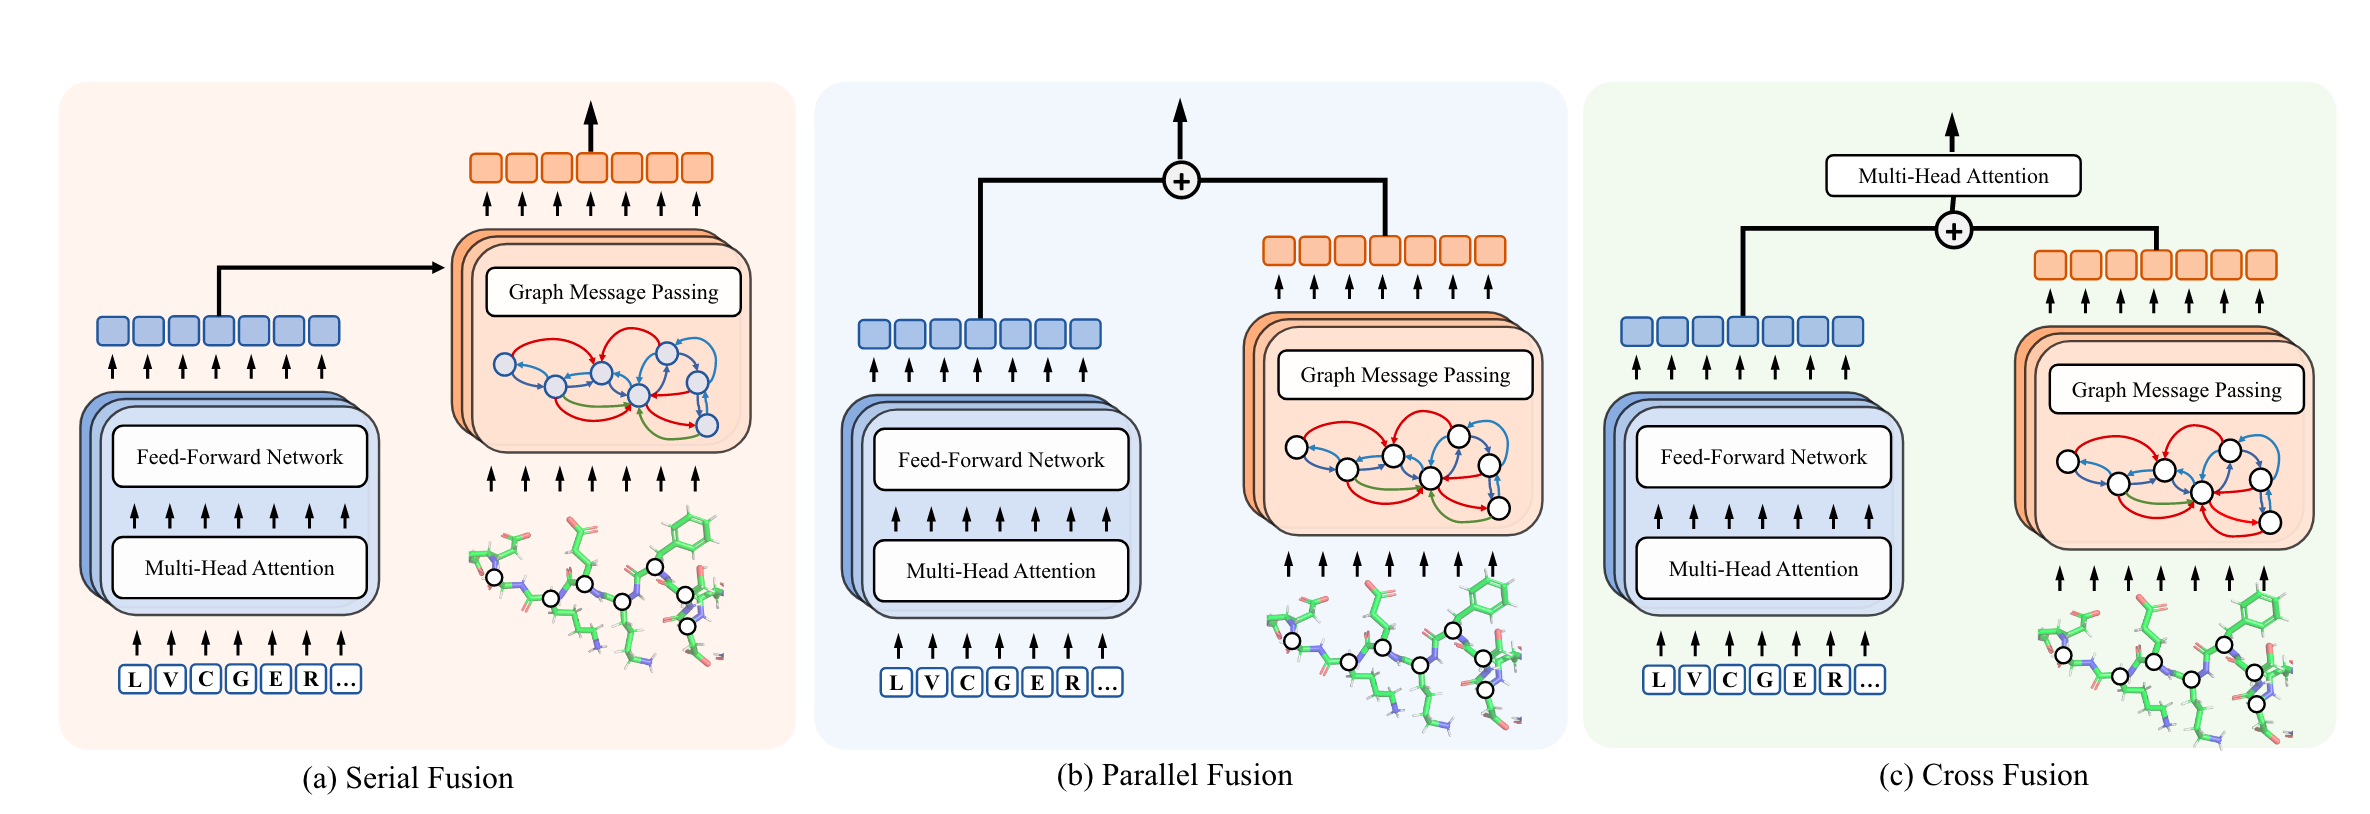 Graph Message Passing
Feed-Forward Network
Multi-Head Attention
L V C G E R ...
(a) Serial Fusion
+
Graph Message Passing
Feed-Forward Network
Multi-Head Attention
L V C G E R ...
(b) Parallel Fusion
Multi-Head Attention
+
Graph Message Passing
Feed-Forward Network
Multi-Head Attention
L V C G E R ...
(c) Cross Fusion